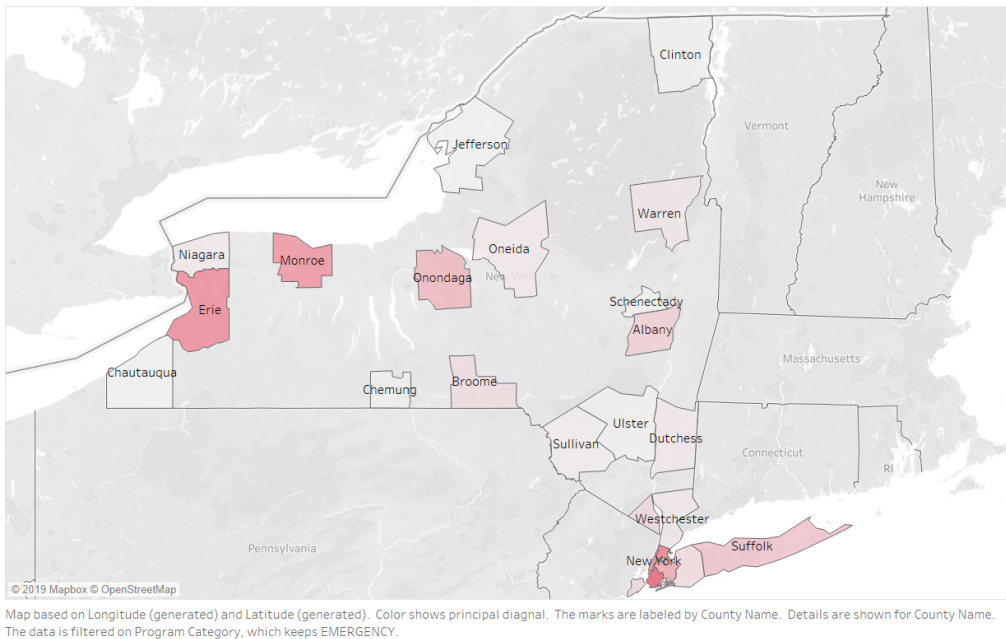 Clinton
Vermont
Jefferson
New
Hampshire
Warren
Niagara
Monroe
Oneida
Onondaga
New York
Erie
Schenectady
Albany
Massachusetts
Chautauqua
Chemung
Broome
Ulster
Sullivan
Dutchess
Connecticut
RI
Westchester
Pennsylvania
New York
Suffolk
© 2019 Mapbox © OpenStreetMap
Map based on Longitude (generated) and Latitude (generated). Color shows principal diagnal. The marks are labeled by County Name. Details are shown for County Name.
The data is filtered on Program Category, which keeps EMERGENCY.